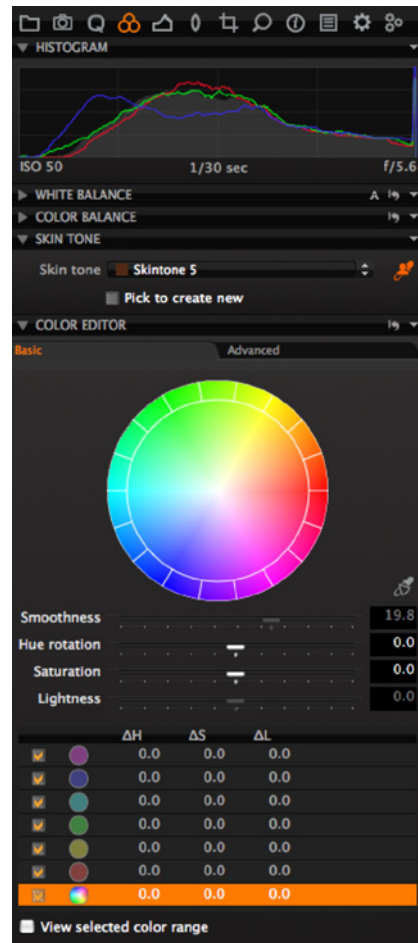 HISTOGRAM
ISO 50 1/30 sec f/5.6
WHITE BALANCE A
COLOR BALANCE
SKIN TONE
Skin tone Skintone 5
Pick to create new
COLOR EDITOR
Basic Advanced
Smoothness 19.8
Hue rotation 0.0
Saturation 0.0
Lightness 0.0
ΔH ΔS ΔL
0.0 0.0 0.0
0.0 0.0 0.0
0.0 0.0 0.0
0.0 0.0 0.0
0.0 0.0 0.0
0.0 0.0 0.0
0.0 0.0 0.0
View selected color range